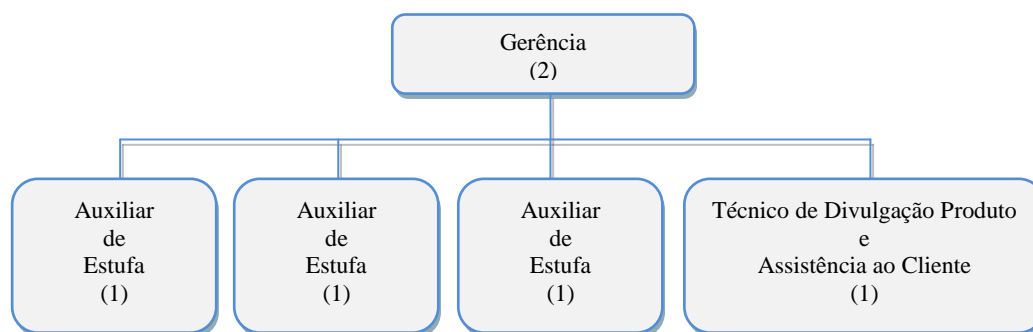 Gerência
(2)
Auxiliar
de
Estufa
(1)
Auxiliar
de
Estufa
(1)
Auxiliar
de
Estufa
(1)
Técnico de Divulgação Produto
e
Assistência ao Cliente
(1)